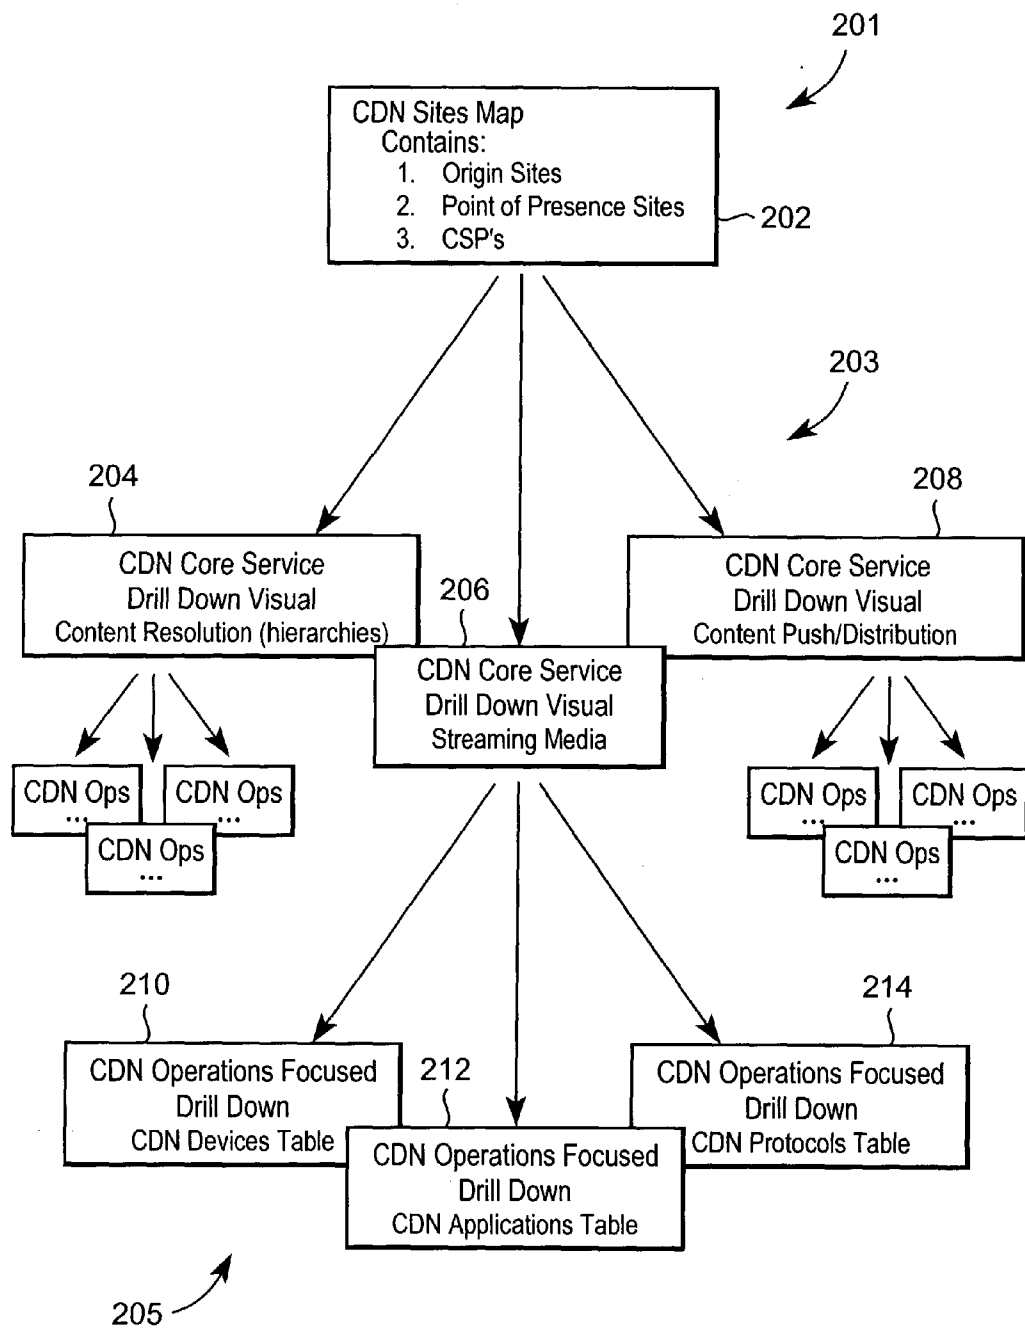 201
CDN Sites Map
Contains:
1. Origin Sites
2. Point of Presence Sites
3. CSP's
202
203
204
CDN Core Service
Drill Down Visual
Content Resolution (hierarchies)
206
CDN Core Service
Drill Down Visual
Streaming Media
208
CDN Core Service
Drill Down Visual
Content Push/Distribution
CDN Ops
...
CDN Ops
...
CDN Ops
...
CDN Ops
...
CDN Ops
...
CDN Ops
...
210
CDN Operations Focused
Drill Down
CDN Devices Table
212
CDN Operations Focused
Drill Down
CDN Applications Table
214
CDN Operations Focused
Drill Down
CDN Protocols Table
205